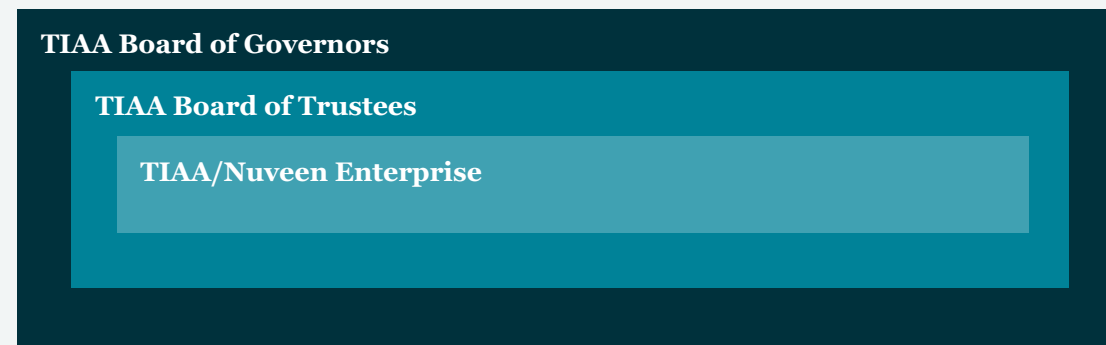 TIAA Board of Governors
TIAA Board of Trustees
TIAA/Nuveen Enterprise